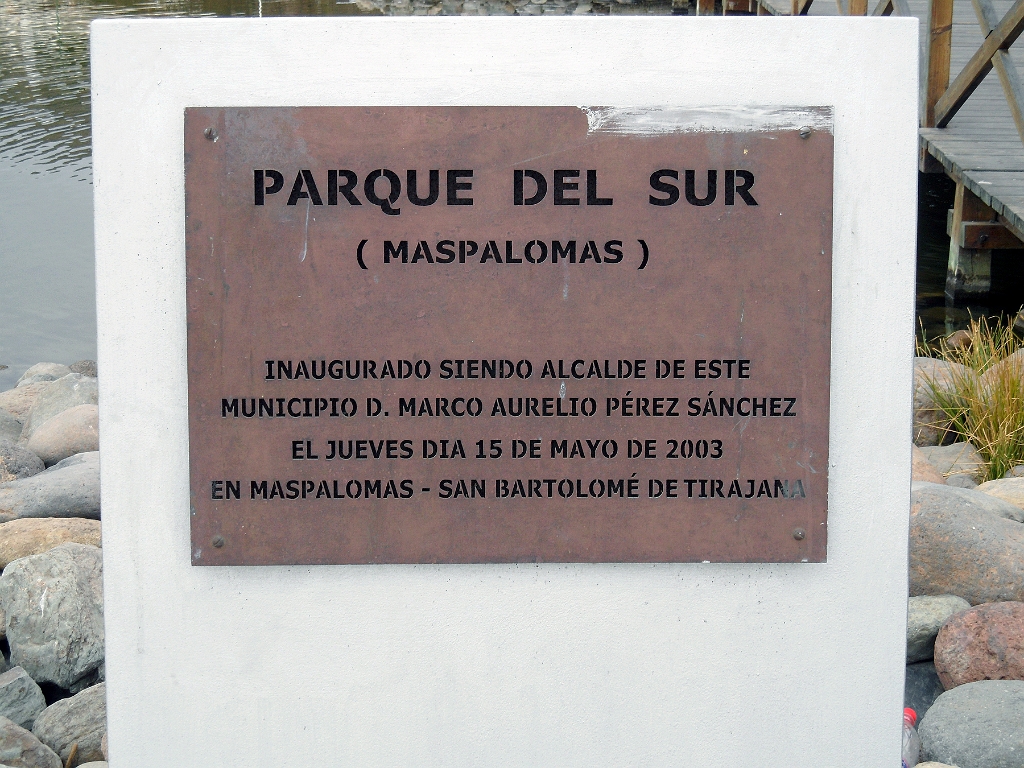 PARQUE DEL SUR
( MASPALOMAS )
INAUGURADO SIENDO ALCALDE DE ESTE
MUNICIPIO D. MARCO AURELIO PÉREZ SÁNCHEZ
EL JUEVES DIA 15 DE MAYO DE 2003
EN MASPALOMAS - SAN BARTOLOMÉ DE TIRAJANA